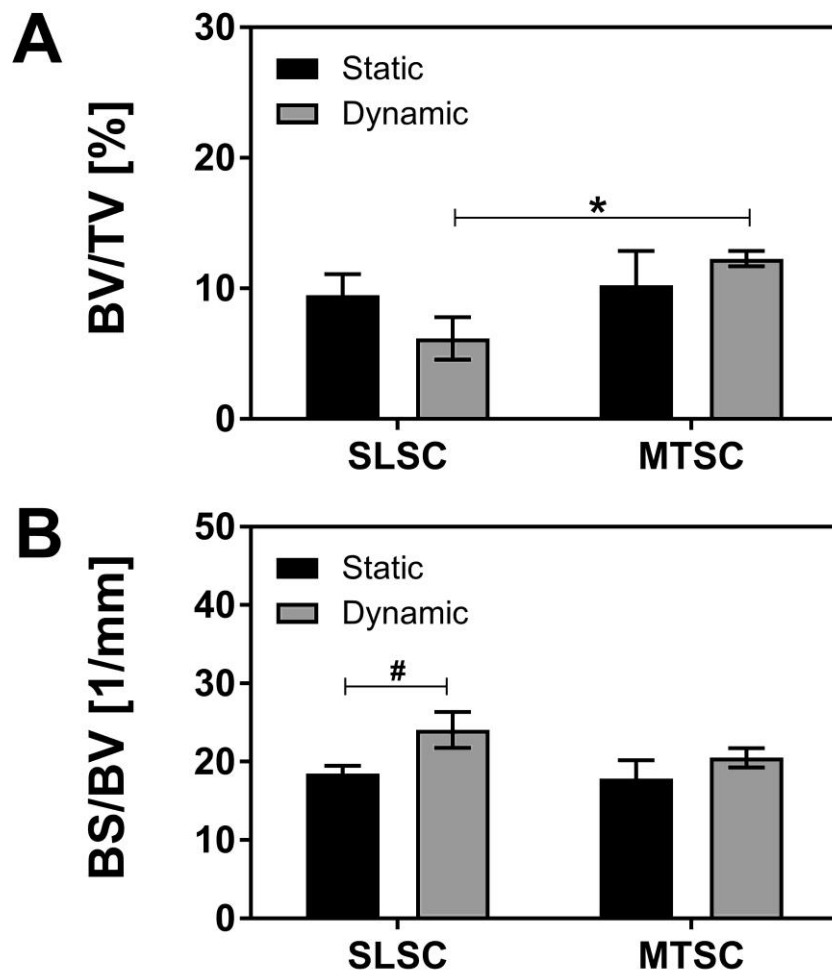 A
BV/TV [%]
30
20
10
0
Static
Dynamic
*
SLSC MTSC
B
BS/BV [1/mm]
50
40
30
20
10
0
Static
Dynamic
#
SLSC MTSC